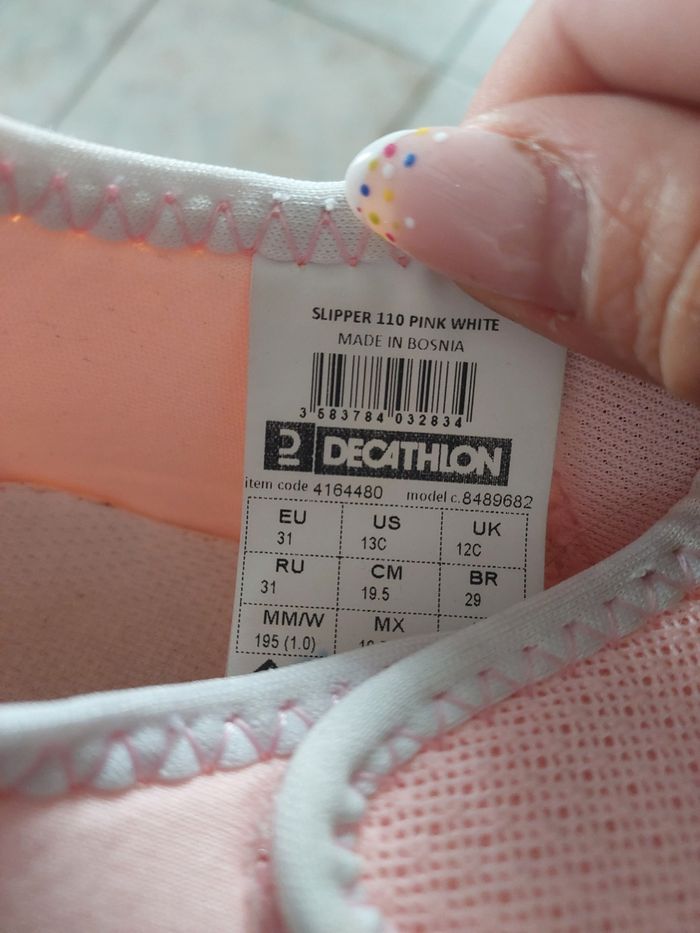 SLIPPER 110 PINK WHITE
MADE IN BOSNIA
3 583784 032834
DECATHLON
item code 4164480 model c.8489682
EU US UK
31 13C 12C
RU CM BR
31 19.5 29
MM/W MX
195 (1.0)